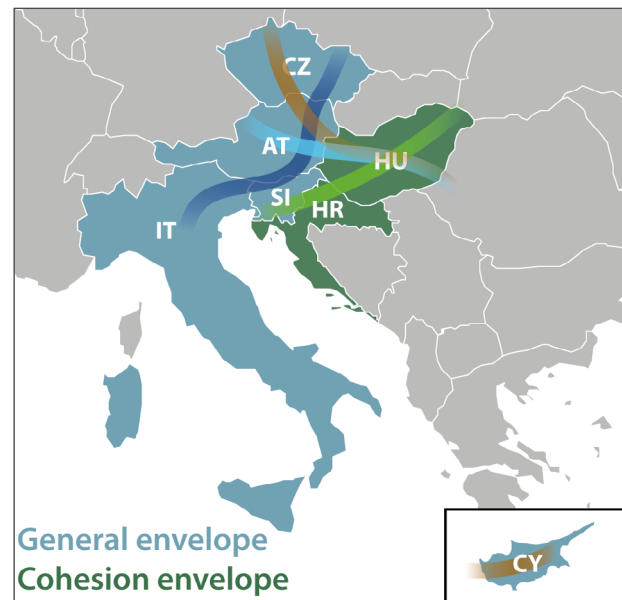 CZ
AT
HU
SI
HR
IT
General envelope
Cohesion envelope
CY